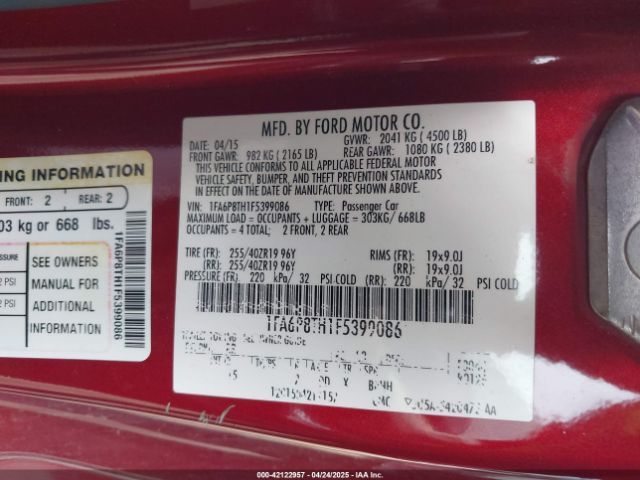 MFD. BY FORD MOTOR CO.
DATE: 04/15 GVWR: 2041 KG ( 4500 LB)
FRONT GAWR: 982 KG ( 2165 LB) REAR GAWR: 1080 KG ( 2380 LB)
THIS VEHICLE CONFORMS TO ALL APPLICABLE FEDERAL MOTOR
VEHICLE SAFETY, BUMPER, AND THEFT PREVENTION STANDARDS
IN EFFECT ON THE DATE OF MANUFACTURE SHOWN ABOVE.
VIN: 1FA6P8TH1F5399086 TYPE: Passenger Car
MAXIMUM LOAD = OCCUPANTS + LUGGAGE = 303KG/ 668LB
OCCUPANTS = 4 TOTAL: 2 FRONT, 2 REAR
TIRE (FR): 255/40ZR19 96Y RIMS (FR): 19x9.0J
(RR): 255/40ZR19 96Y (RR): 19x9.0J
PRESSURE (FR): 220 kPa/ 32 PSI COLD (RR): 220 kPa/ 32 PSI COLD
1FA6P8TH1F5399086
ING INFORMATION
FRONT: 2 REAR: 2
03 kg or 668 lbs.
SEE OWNERS
MANUAL FOR
ADDITIONAL
INFORMATION
PSI
PSI
1FA6P8TH1F5399086
000-42122957 - 04/24/2025 - IAAI.COM